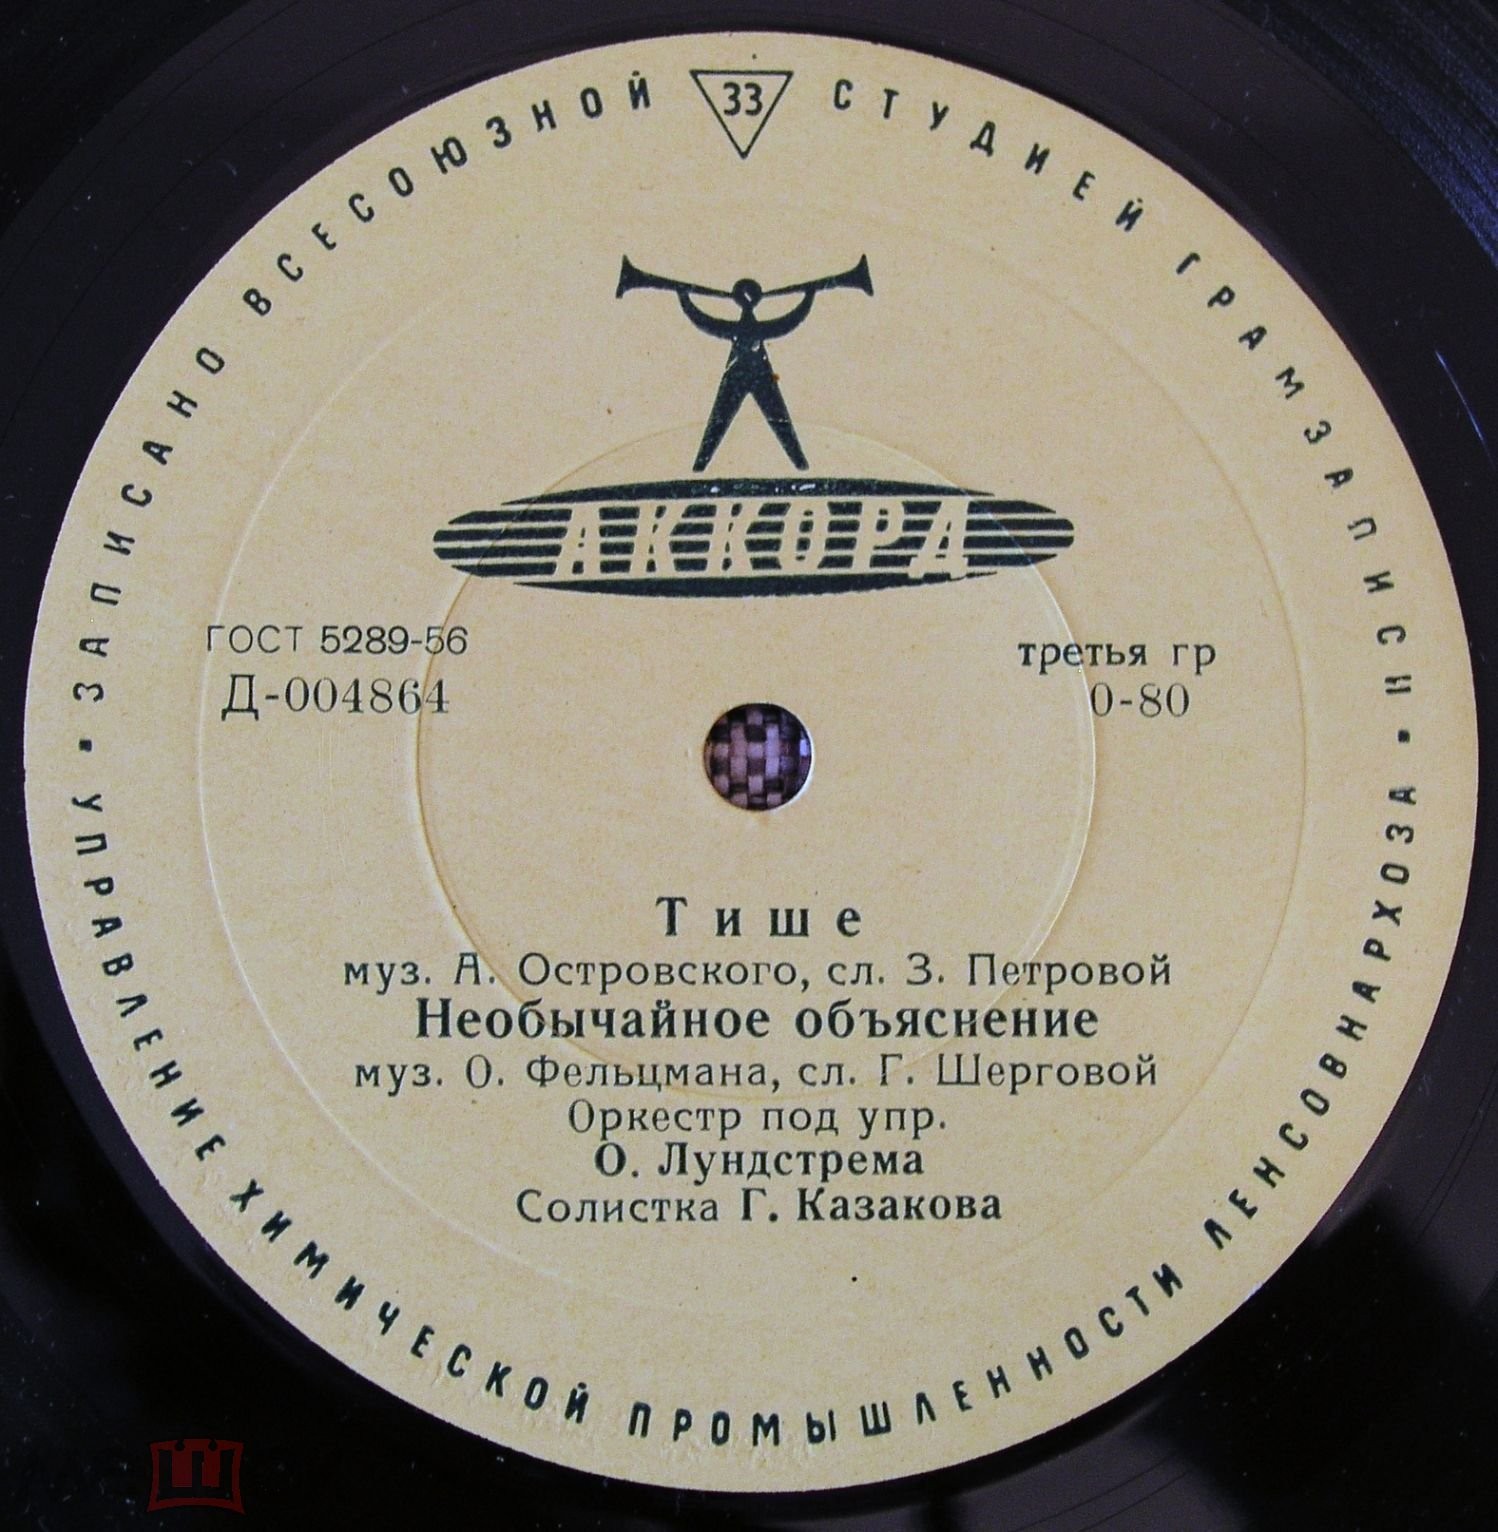 ЗАПИСАНО ВСЕСОЮЗНОЙ СТУДИЕЙ ГРАМЗАПИСИ
33
АККОРД
ГОСТ 5289-56
Д-004864
третья гр
0-80
Тише
муз. А. Островского, сл. З. Петровой
Необычайное объяснение
муз. О. Фельцмана, сл. Г. Шерговой
Оркестр под упр.
О. Лундстрема
Солистка Г. Казакова
УПРАВЛЕНИЕ ХИМИЧЕСКОЙ ПРОМЫШЛЕННОСТИ ЛЕНСОВНАРХОЗА